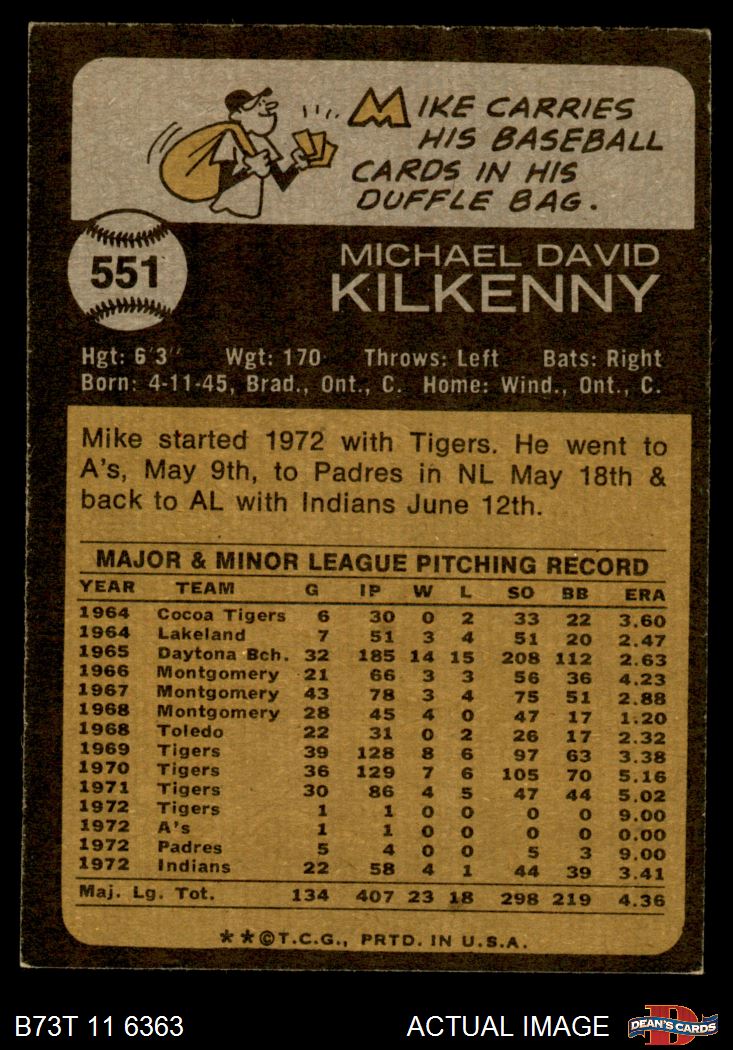 MIKE CARRIES
HIS BASEBALL
CARDS IN HIS
DUFFLE BAG.
551
MICHAEL DAVID
KILKENNY
Hgt: 6'3" Wgt: 170 Throws: Left Bats: Right
Born: 4-11-45, Brad., Ont., C. Home: Wind., Ont., C.
Mike started 1972 with Tigers. He went to
A's, May 9th, to Padres in NL May 18th &
back to AL with Indians June 12th.
MAJOR & MINOR LEAGUE PITCHING RECORD
YEAR TEAM G IP W L SO BB ERA
1964 Cocoa Tigers 6 30 0 2 33 22 3.60
1964 Lakeland 7 51 3 4 51 20 2.47
1965 Daytona Bch. 32 185 14 15 208 112 2.63
1966 Montgomery 21 66 3 3 56 36 4.23
1967 Montgomery 43 78 3 4 75 51 2.88
1968 Montgomery 28 45 4 0 47 17 1.20
1968 Toledo 22 31 0 2 26 17 2.32
1969 Tigers 39 128 8 6 97 63 3.38
1970 Tigers 36 129 7 6 105 70 5.16
1971 Tigers 30 86 4 5 47 44 5.02
1972 Tigers 1 1 0 0 0 0 9.00
1972 A's 1 1 0 0 0 0 0.00
1972 Padres 5 4 0 0 5 3 9.00
1972 Indians 22 58 4 1 44 39 3.41
Maj. Lg. Tot. 134 407 23 18 298 219 4.36
**©T.C.G., PRTD. IN U.S.A.
B73T 11 6363 ACTUAL IMAGE DEAN'S CARDS